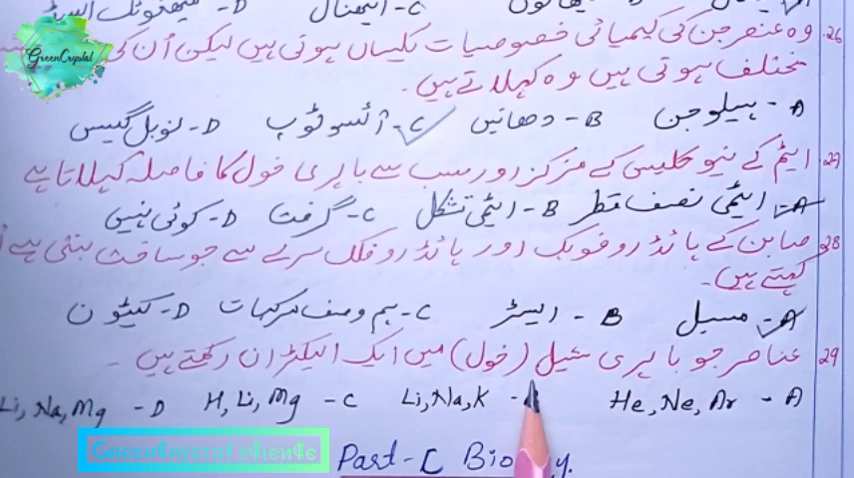 D- C- ایتھنال
26. وہ عنصر جن کی کیمیائی خصوصیات یکساں ہوتی ہیں لیکن اُن کی
مختلف ہوتی ہیں وہ کہلاتے ہیں۔
A- ہیلوجن B- دھاتیں C- آئسوٹوپ D- نوبل گیسیں
27. ایٹم کے نیوکلیس کے مرکز اور سب سے باہری خول کا فاصلہ کہلاتا ہے
A- ایٹمی نصف قطر B- ایٹمی تشکل C- گرفت D- کوئی نہیں
28. صابن کے ہائڈروفوبک اور ہائڈروفلک سرے سے جو ساخت بنتی ہے
کہتے ہیں۔
A- مسیل B- ایسٹر C- ہم وصف مرکبات D- کیٹون
29. عناصر جو باہری شیل (خول) میں ایک الیکٹران رکھتے ہیں۔
A- He, Ne, Ar B- Li, Na, K C- H, Li, Mg D- Li, Na, Mg
Part-C Biology.
GreenCrystal